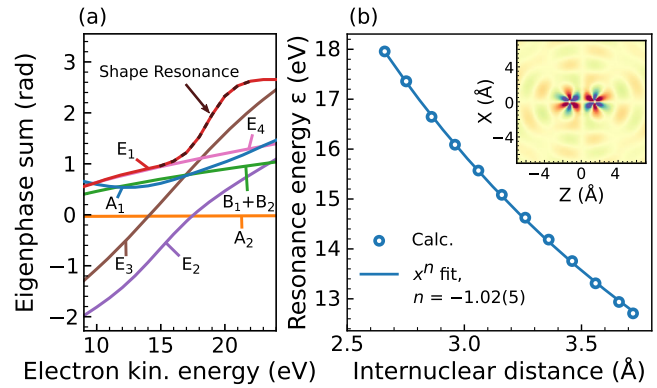 (a)
(b)
Eigenphase sum (rad)
3
2
1
0
−1
−2
10
15
20
Electron kin. energy (eV)
Shape Resonance
E1
E4
A1
B1+B2
A2
E3
E2
Resonance energy ε (eV)
18
17
16
15
14
13
2.5
3.0
3.5
Internuclear distance (Å)
Calc.
x^n fit,
n = −1.02(5)
X (Å)
4
0
−4
−4
0
4
Z (Å)